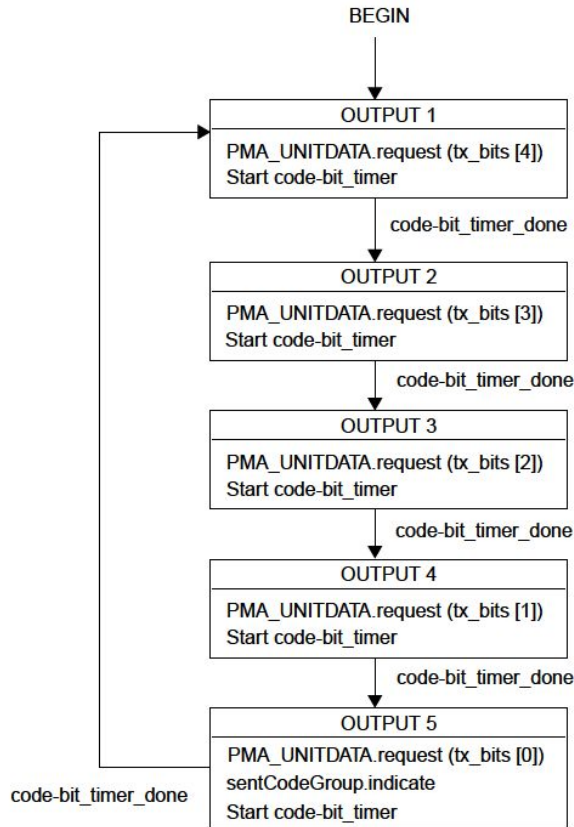 BEGIN
OUTPUT 1
PMA_UNITDATA.request (tx_bits [4])
Start code-bit_timer
code-bit_timer_done
OUTPUT 2
PMA_UNITDATA.request (tx_bits [3])
Start code-bit_timer
code-bit_timer_done
OUTPUT 3
PMA_UNITDATA.request (tx_bits [2])
Start code-bit_timer
code-bit_timer_done
OUTPUT 4
PMA_UNITDATA.request (tx_bits [1])
Start code-bit_timer
code-bit_timer_done
OUTPUT 5
PMA_UNITDATA.request (tx_bits [0])
sentCodeGroup.indicate
Start code-bit_timer
code-bit_timer_done